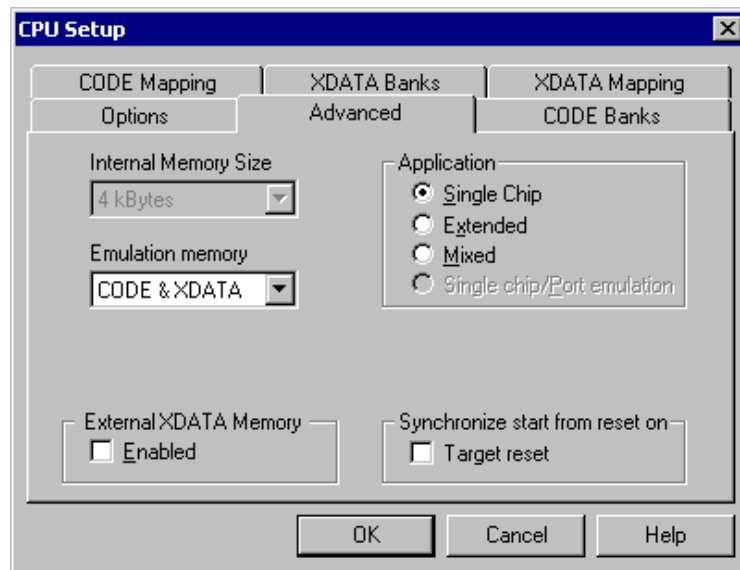 CPU Setup
CODE Mapping
XDATA Banks
XDATA Mapping
Options
Advanced
CODE Banks
Internal Memory Size
4 kBytes
Emulation memory
CODE & XDATA
Application
Single Chip
Extended
Mixed
Single chip/Port emulation
External XDATA Memory
Enabled
Synchronize start from reset on
Target reset
OK
Cancel
Help